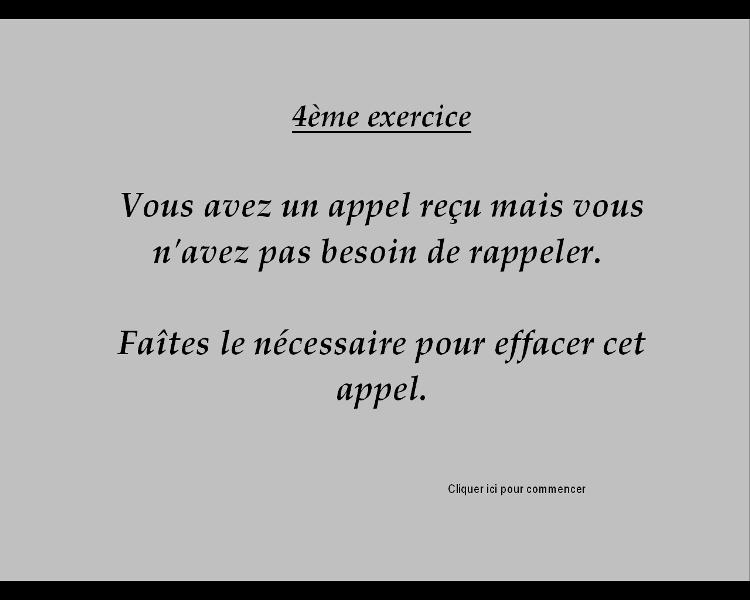 4ème exercice
Vous avez un appel reçu mais vous
n'avez pas besoin de rappeler.
Faîtes le nécessaire pour effacer cet
appel.
Cliquer ici pour commencer